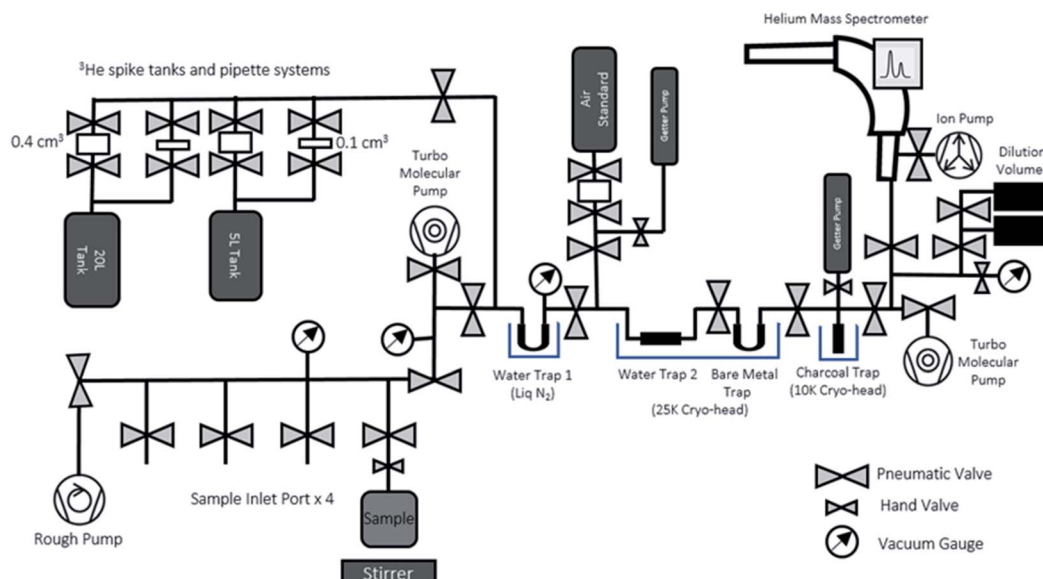 Helium Mass Spectrometer
³He spike tanks and pipette systems
0.4 cm³
0.1 cm³
Air
Standard
Getter Pump
Ion Pump
Dilution
Volumes
Turbo
Molecular
Pump
20L
Tank
5L Tank
Getter Pump
Water Trap 1
(Liq N₂)
Water Trap 2
Bare Metal
Trap
(25K Cryo-head)
Charcoal Trap
(10K Cryo-head)
Turbo
Molecular
Pump
Sample Inlet Port x 4
Rough Pump
Sample
Stirrer
Pneumatic Valve
Hand Valve
Vacuum Gauge